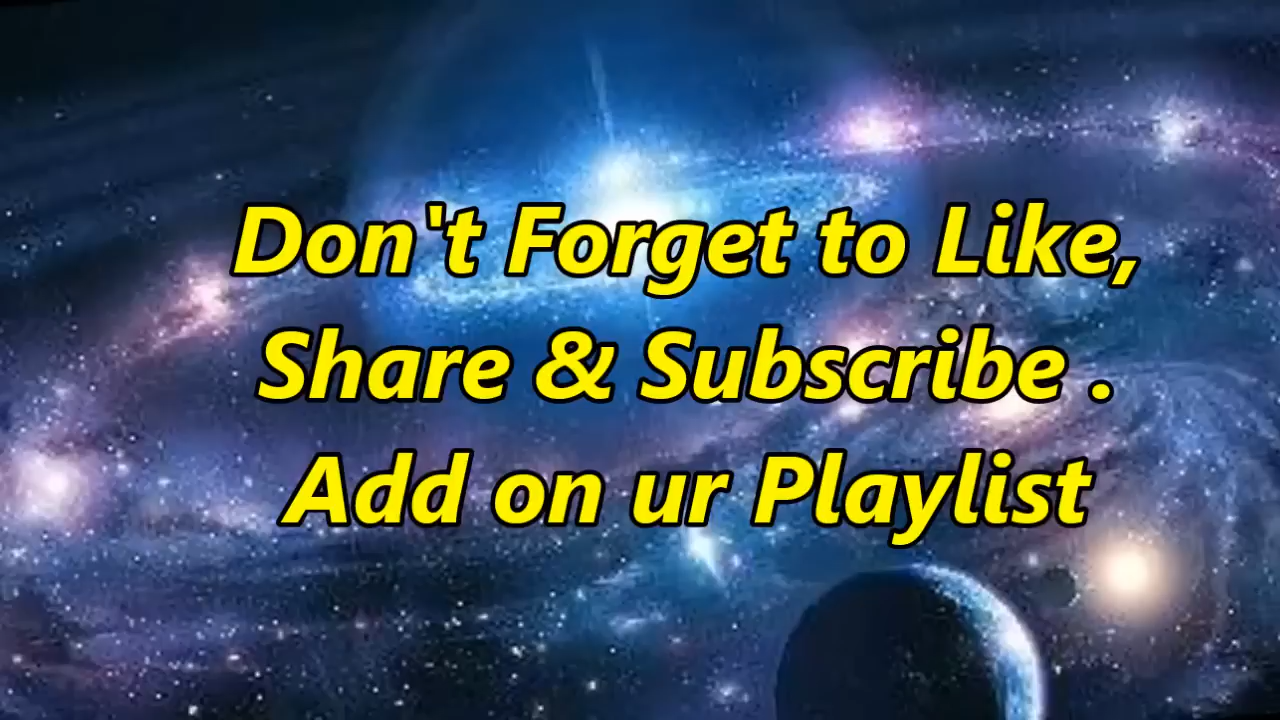 Don't Forget to Like,
Share & Subscribe .
Add on ur Playlist